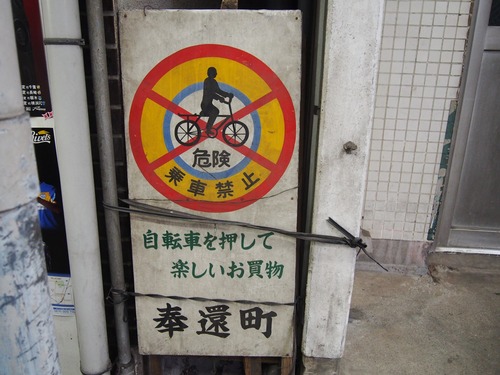 危険
乗車禁止
自転車を押して
楽しいお買物
奉還町